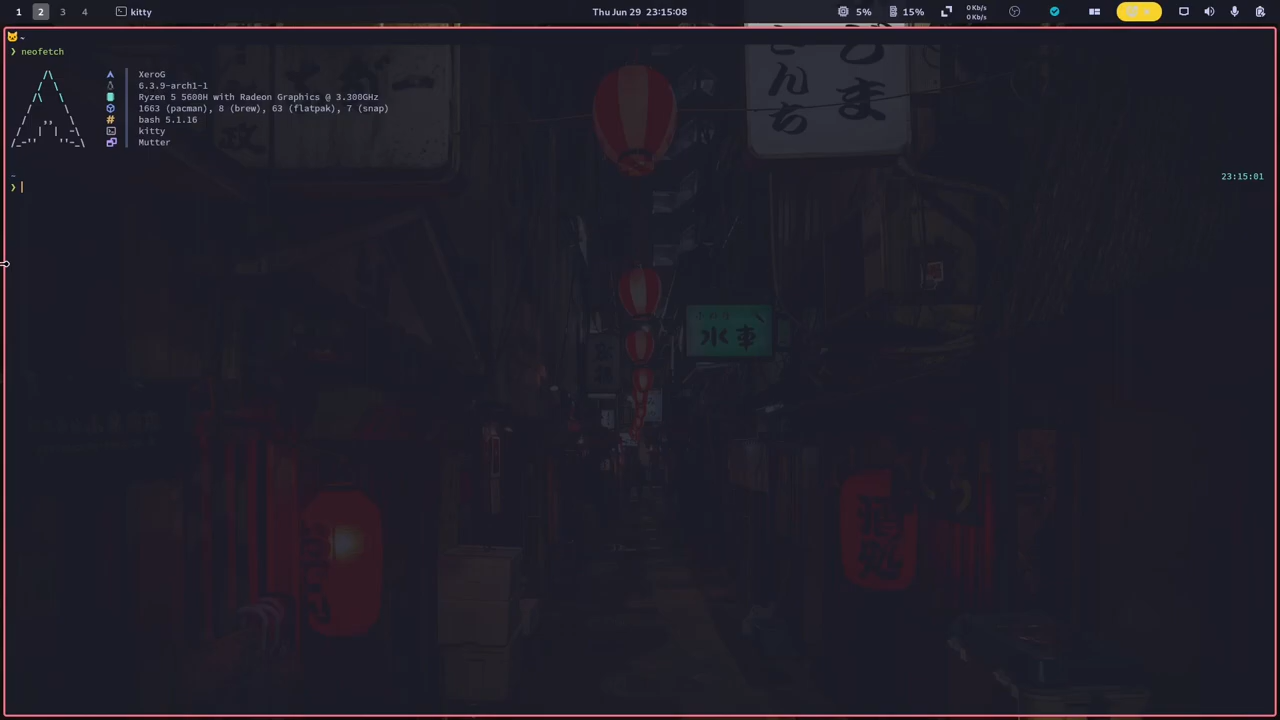 1 2 3 4 kitty Thu Jun 29 23:15:08 5% 15% 0 Kb/s
0 Kb/s
~
❯ neofetch
XeroG
6.3.9-arch1-1
Ryzen 5 5600H with Radeon Graphics @ 3.300GHz
1663 (pacman), 8 (brew), 63 (flatpak), 7 (snap)
bash 5.1.16
kitty
Mutter
~ 23:15:01
❯
水車